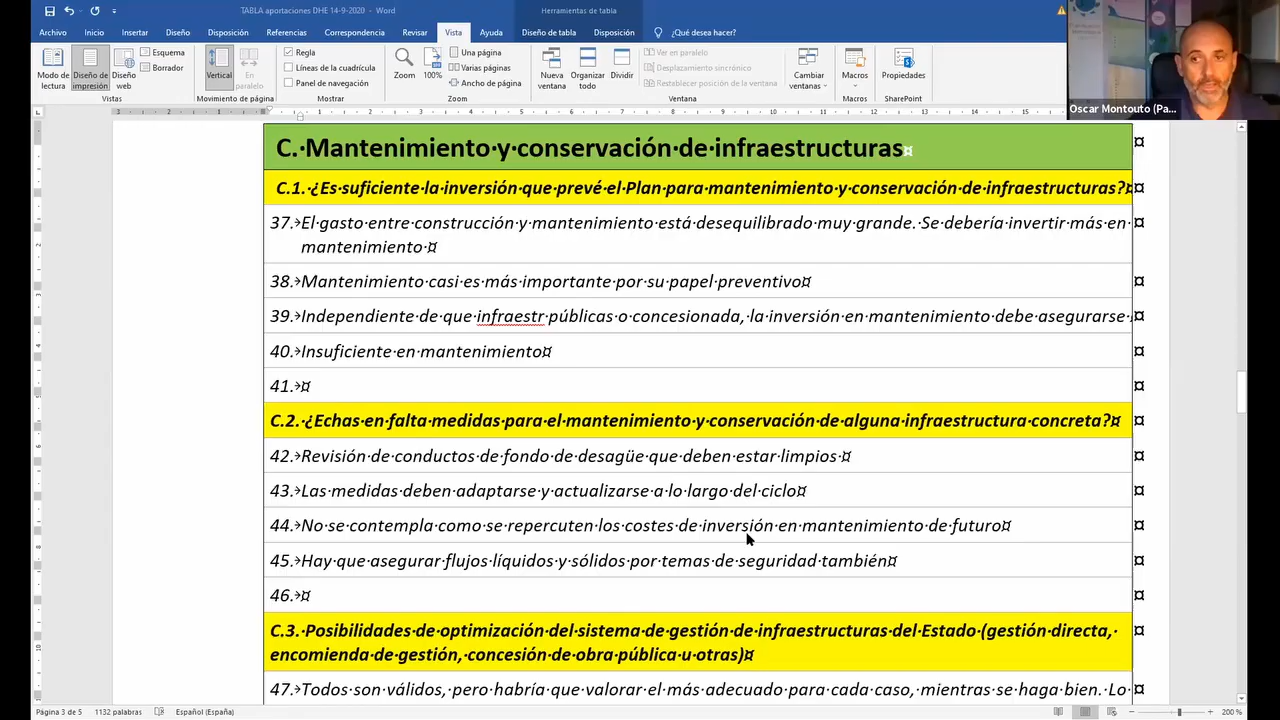 TABLA aportaciones DHE 14-9-2020 - Word
Herramientas de tabla
Archivo Inicio Insertar Diseño Disposición Referencias Correspondencia Revisar Vista Ayuda Diseño de tabla Disposición ¿Qué desea hacer?
Modo de lectura
Diseño de impresión
Diseño web
Esquema
Borrador
Vistas
Vertical
En paralelo
Movimiento de página
Regla
Líneas de la cuadrícula
Panel de navegación
Mostrar
Zoom
100%
Una página
Varias páginas
Ancho de página
Zoom
Nueva ventana
Organizar todo
Dividir
Ver en paralelo
Desplazamiento sincrónico
Restablecer posición de la ventana
Ventana
Cambiar ventanas
Macros
Macros
Propiedades
SharePoint
Oscar Montouto (Pa...
C. Mantenimiento y conservación de infraestructuras
C.1. ¿Es suficiente la inversión que prevé el Plan para mantenimiento y conservación de infraestructuras?
37. El gasto entre construcción y mantenimiento está desequilibrado muy grande. Se debería invertir más en
mantenimiento
38. Mantenimiento casi es más importante por su papel preventivo
39. Independiente de que infraestr públicas o concesionada, la inversión en mantenimiento debe asegurarse
40. Insuficiente en mantenimiento
41.
C.2. ¿Echas en falta medidas para el mantenimiento y conservación de alguna infraestructura concreta?
42. Revisión de conductos de fondo de desagüe que deben estar limpios
43. Las medidas deben adaptarse y actualizarse a lo largo del ciclo
44. No se contempla como se repercuten los costes de inversión en mantenimiento de futuro
45. Hay que asegurar flujos líquidos y sólidos por temas de seguridad también
46.
C.3. Posibilidades de optimización del sistema de gestión de infraestructuras del Estado (gestión directa,
encomienda de gestión, concesión de obra pública u otras)
47. Todos son válidos, pero habría que valorar el más adecuado para cada caso, mientras se haga bien. Lo
Página 3 de 5 1132 palabras Español (España) 200 %